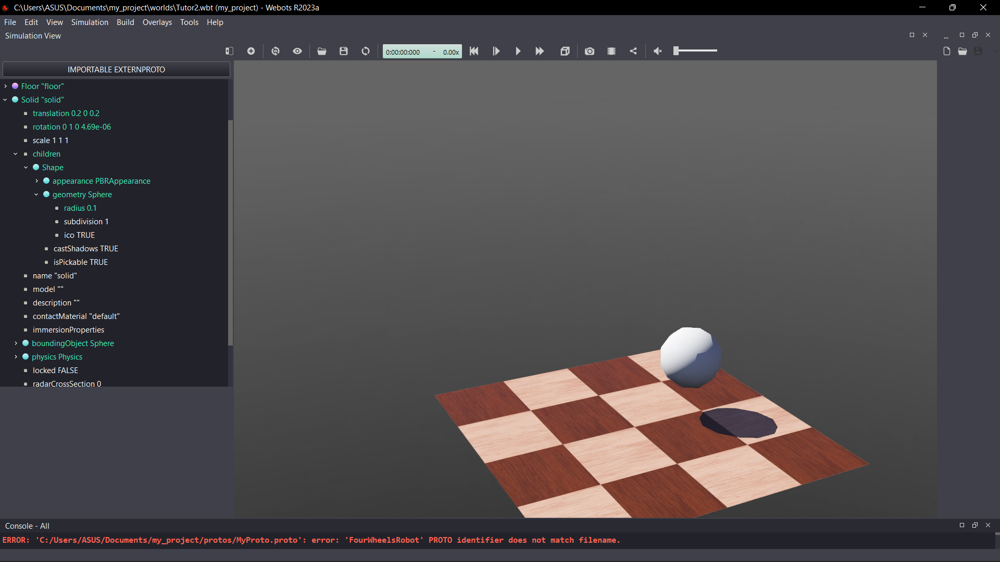 C:\Users\ASUS\Documents\my_project\worlds\Tutor2.wbt (my_project) - Webots R2023a
File Edit View Simulation Build Overlays Tools Help
Simulation View
0:00:00:000 - 0.00x
IMPORTABLE EXTERNPROTO
Floor "floor"
Solid "solid"
translation 0.2 0 0.2
rotation 0 1 0 4.69e-06
scale 1 1 1
children
Shape
appearance PBRAppearance
geometry Sphere
radius 0.1
subdivision 1
ico TRUE
castShadows TRUE
isPickable TRUE
name "solid"
model ""
description ""
contactMaterial "default"
immersionProperties
boundingObject Sphere
physics Physics
locked FALSE
radarCrossSection 0
Console - All
ERROR: 'C:/Users/ASUS/Documents/my_project/protos/MyProto.proto': error: 'FourWheelsRobot' PROTO identifier does not match filename.